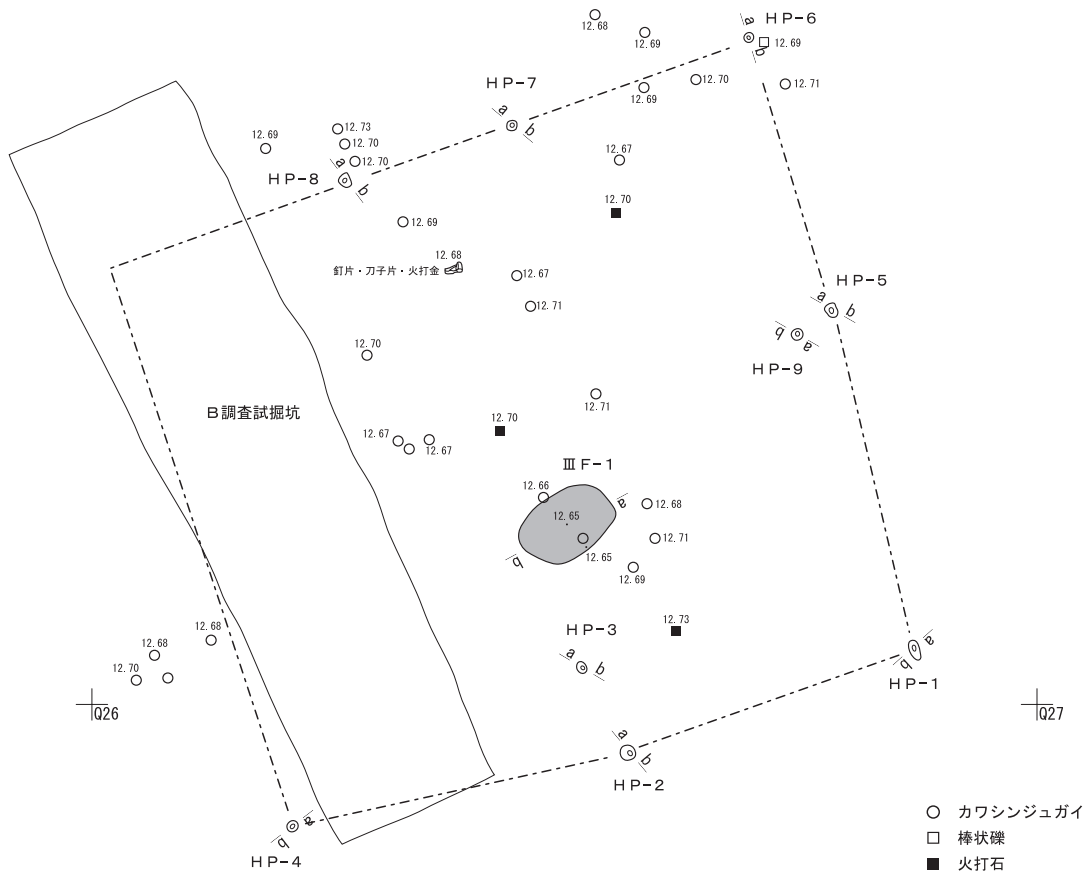 12.68
12.69
a
b
HP-6
12.69
HP-7
12.70
12.69
12.71
a
b
12.69
12.73
12.70
12.70
a
b
HP-8
12.67
12.70
12.69
12.68
釘片・刀子片・火打金
12.67
12.71
HP-5
a
b
b
a
HP-9
12.70
12.71
B調査試掘坑
12.70
12.67
12.67
ⅢF-1
12.66
a
12.68
12.65
12.71
b
12.65
12.69
12.73
HP-3
a
b
12.68
12.68
12.70
a
b
HP-1
Q26
Q27
a
b
HP-2
a
b
HP-4
カワシンジュガイ
棒状礫
火打石